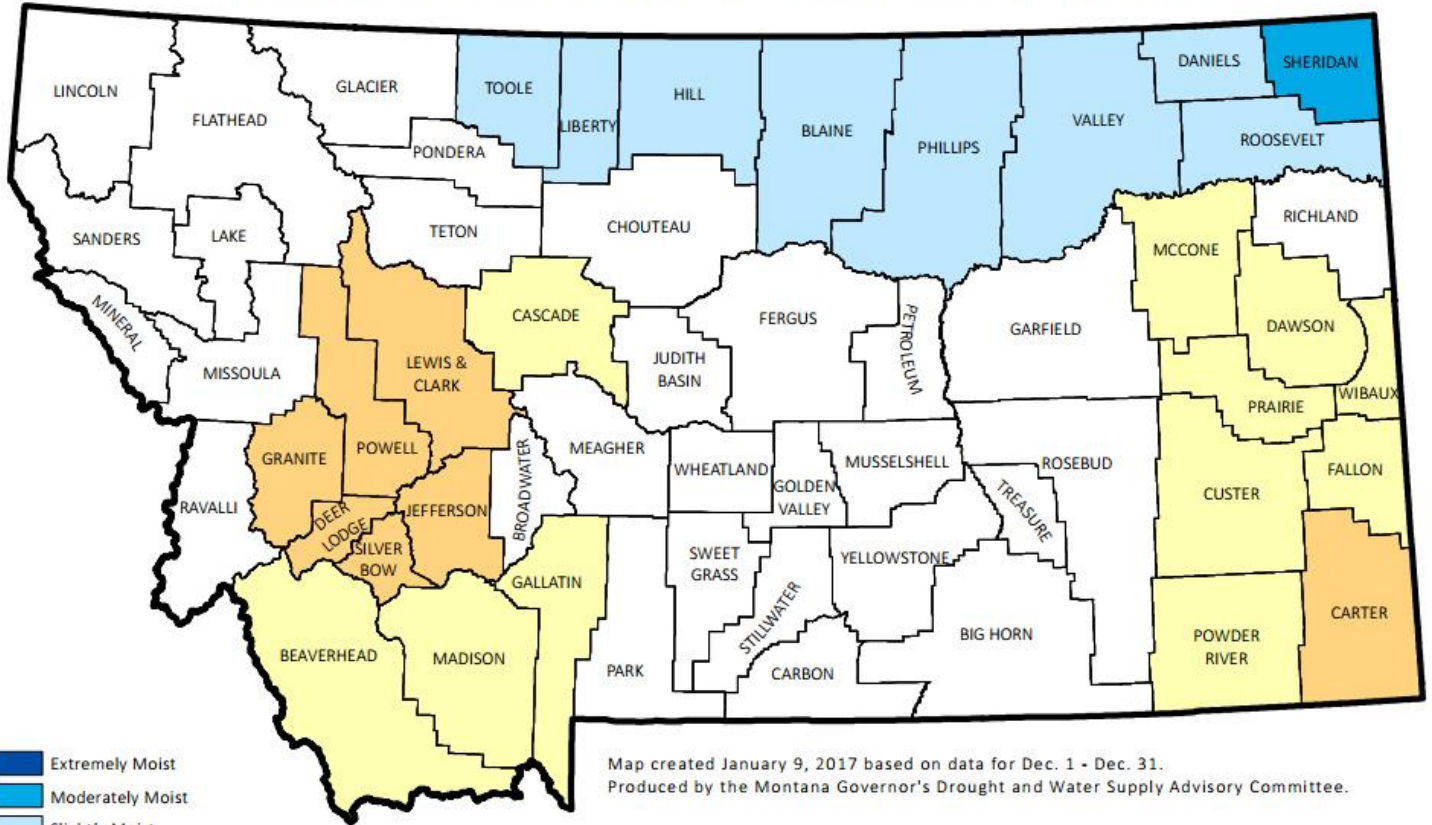 LINCOLN
FLATHEAD
GLACIER
TOOLE
LIBERTY
HILL
BLAINE
PHILLIPS
VALLEY
DANIELS
SHERIDAN
ROOSEVELT
PONDERA
SANDERS
LAKE
TETON
CHOUTEAU
MCCONE
RICHLAND
MINERAL
MISSOULA
LEWIS &
CLARK
CASCADE
JUDITH
BASIN
FERGUS
PETROLEUM
GARFIELD
DAWSON
PRAIRIE
WIBAUX
GRANITE
POWELL
BROADWATER
MEAGHER
WHEATLAND
GOLDEN
VALLEY
MUSSELSHELL
ROSEBUD
TREASURE
CUSTER
FALLON
RAVALLI
DEER
LODGE
SILVER
BOW
JEFFERSON
GALLATIN
SWEET
GRASS
STILLWATER
YELLOWSTONE
BIG HORN
POWDER
RIVER
CARTER
BEAVERHEAD
MADISON
PARK
CARBON
Extremely Moist
Moderately Moist
Map created January 9, 2017 based on data for Dec. 1 - Dec. 31.
Produced by the Montana Governor's Drought and Water Supply Advisory Committee.